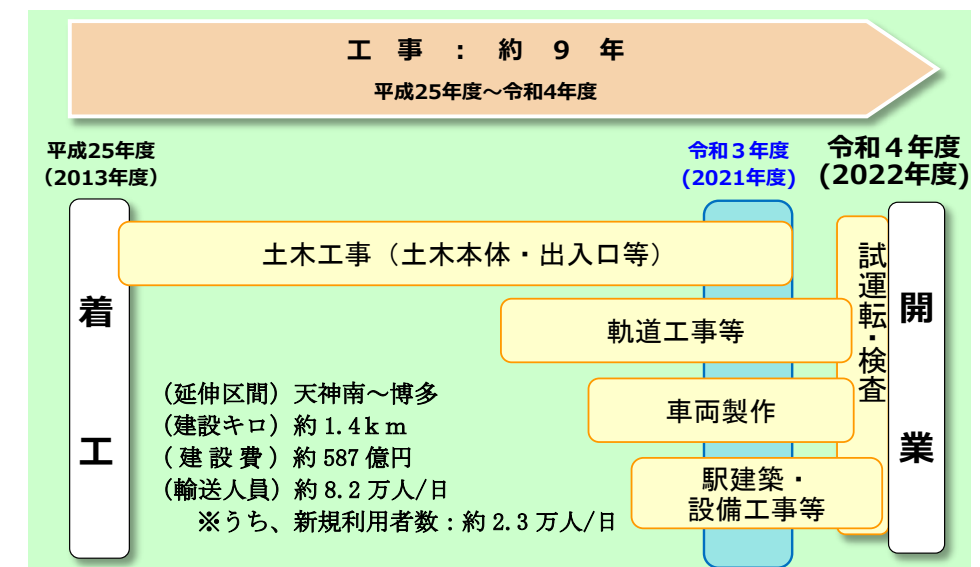 工事:約9年
平成25年度～令和4年度
平成25年度
（2013年度）
令和３年度
(2021年度)
令和４年度
(2022年度)
着工
土木工事（土木本体・出入口等）
軌道工事等
車両製作
駅建築・
設備工事等
試運転・検査
開業
(延伸区間) 天神南～博多
(建設キロ) 約1.4km
(建設費) 約587億円
(輸送人員) 約8.2万人/日
※うち、新規利用者数：約2.3万人/日